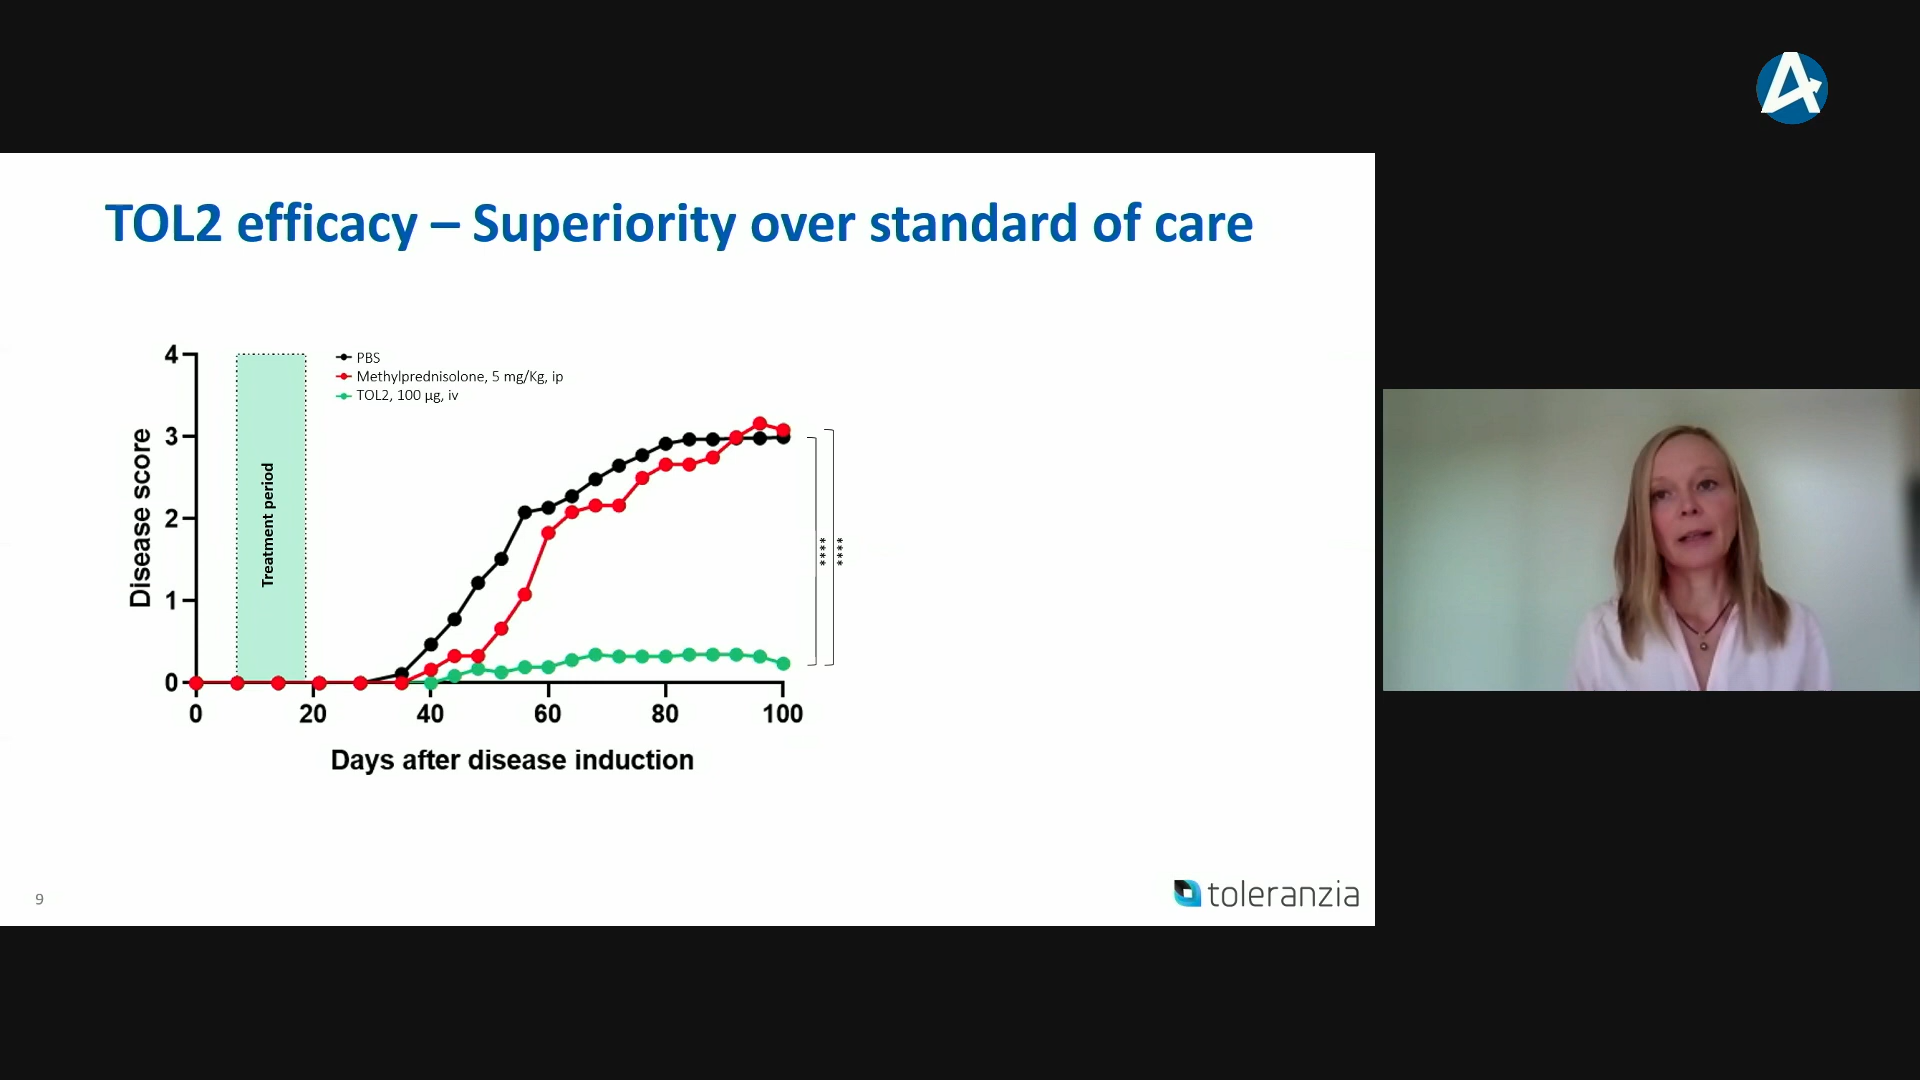 TOL2 efficacy – Superiority over standard of care
PBS
Methylprednisolone, 5 mg/Kg, ip
TOL2, 100 µg, iv
4
3
2
1
0
Disease score
Treatment period
****
****
0 20 40 60 80 100
Days after disease induction
9
toleranzia